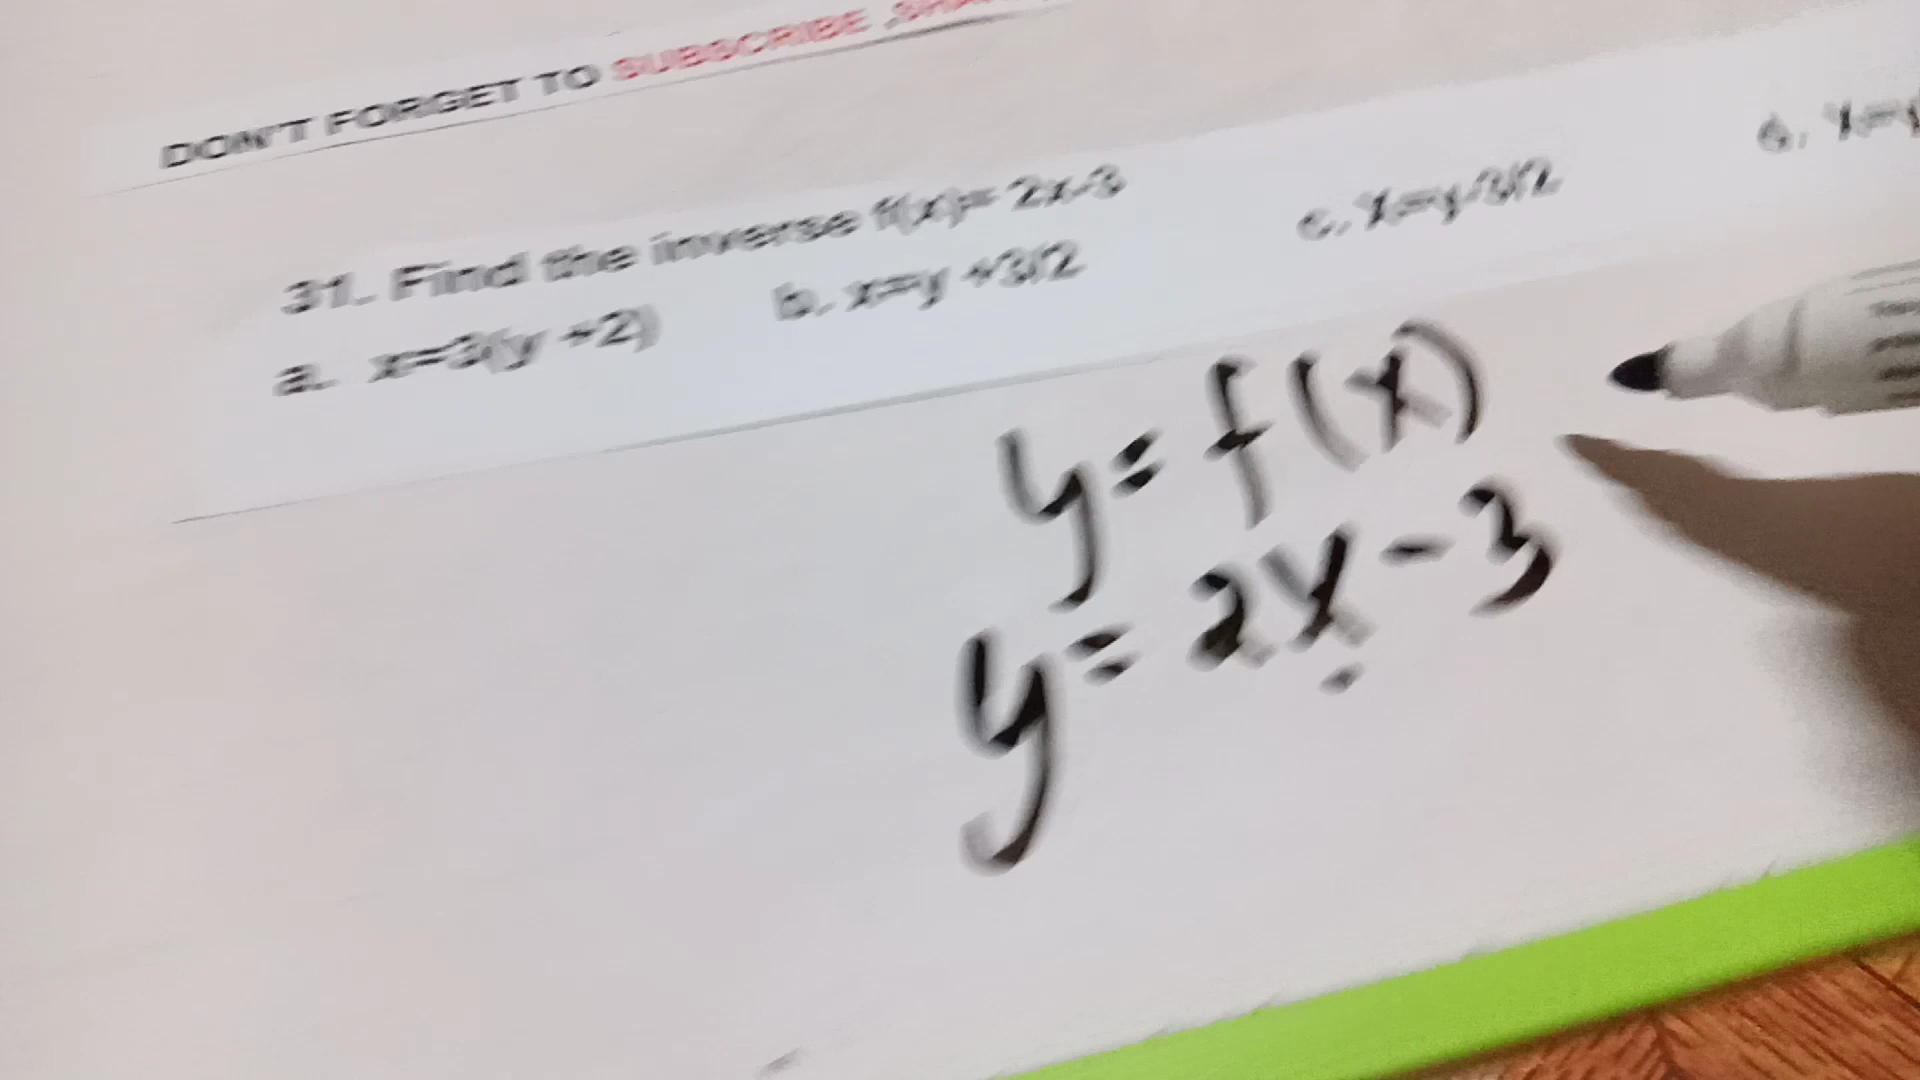 DON'T FORGET TO SUBSCRIBE
31. Find the inverse f(x)= 2x-3
a. x=3(y +2) b. x=y +3/2 c. x=y-3/2
y = f(x)
y = 2x - 3